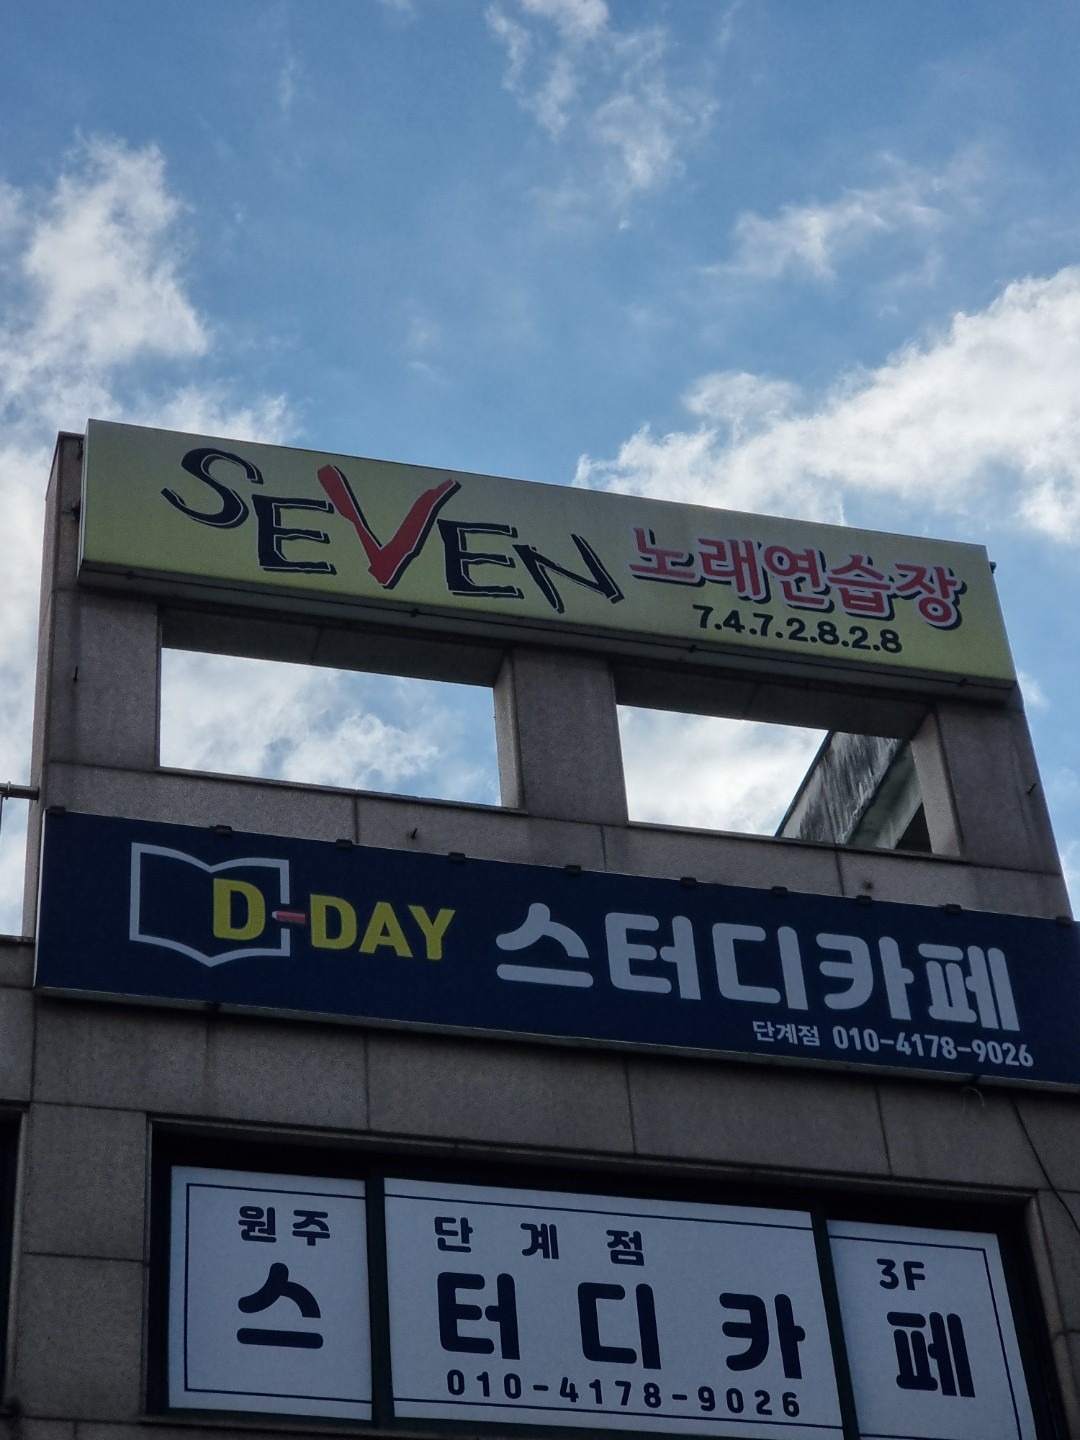 SEVEN 노래연습장
7.4.7.2.8.2.8
D-DAY 스터디카페
단계점 010-4178-9026
원주 단계점 3F
스터디카페
010-4178-9026